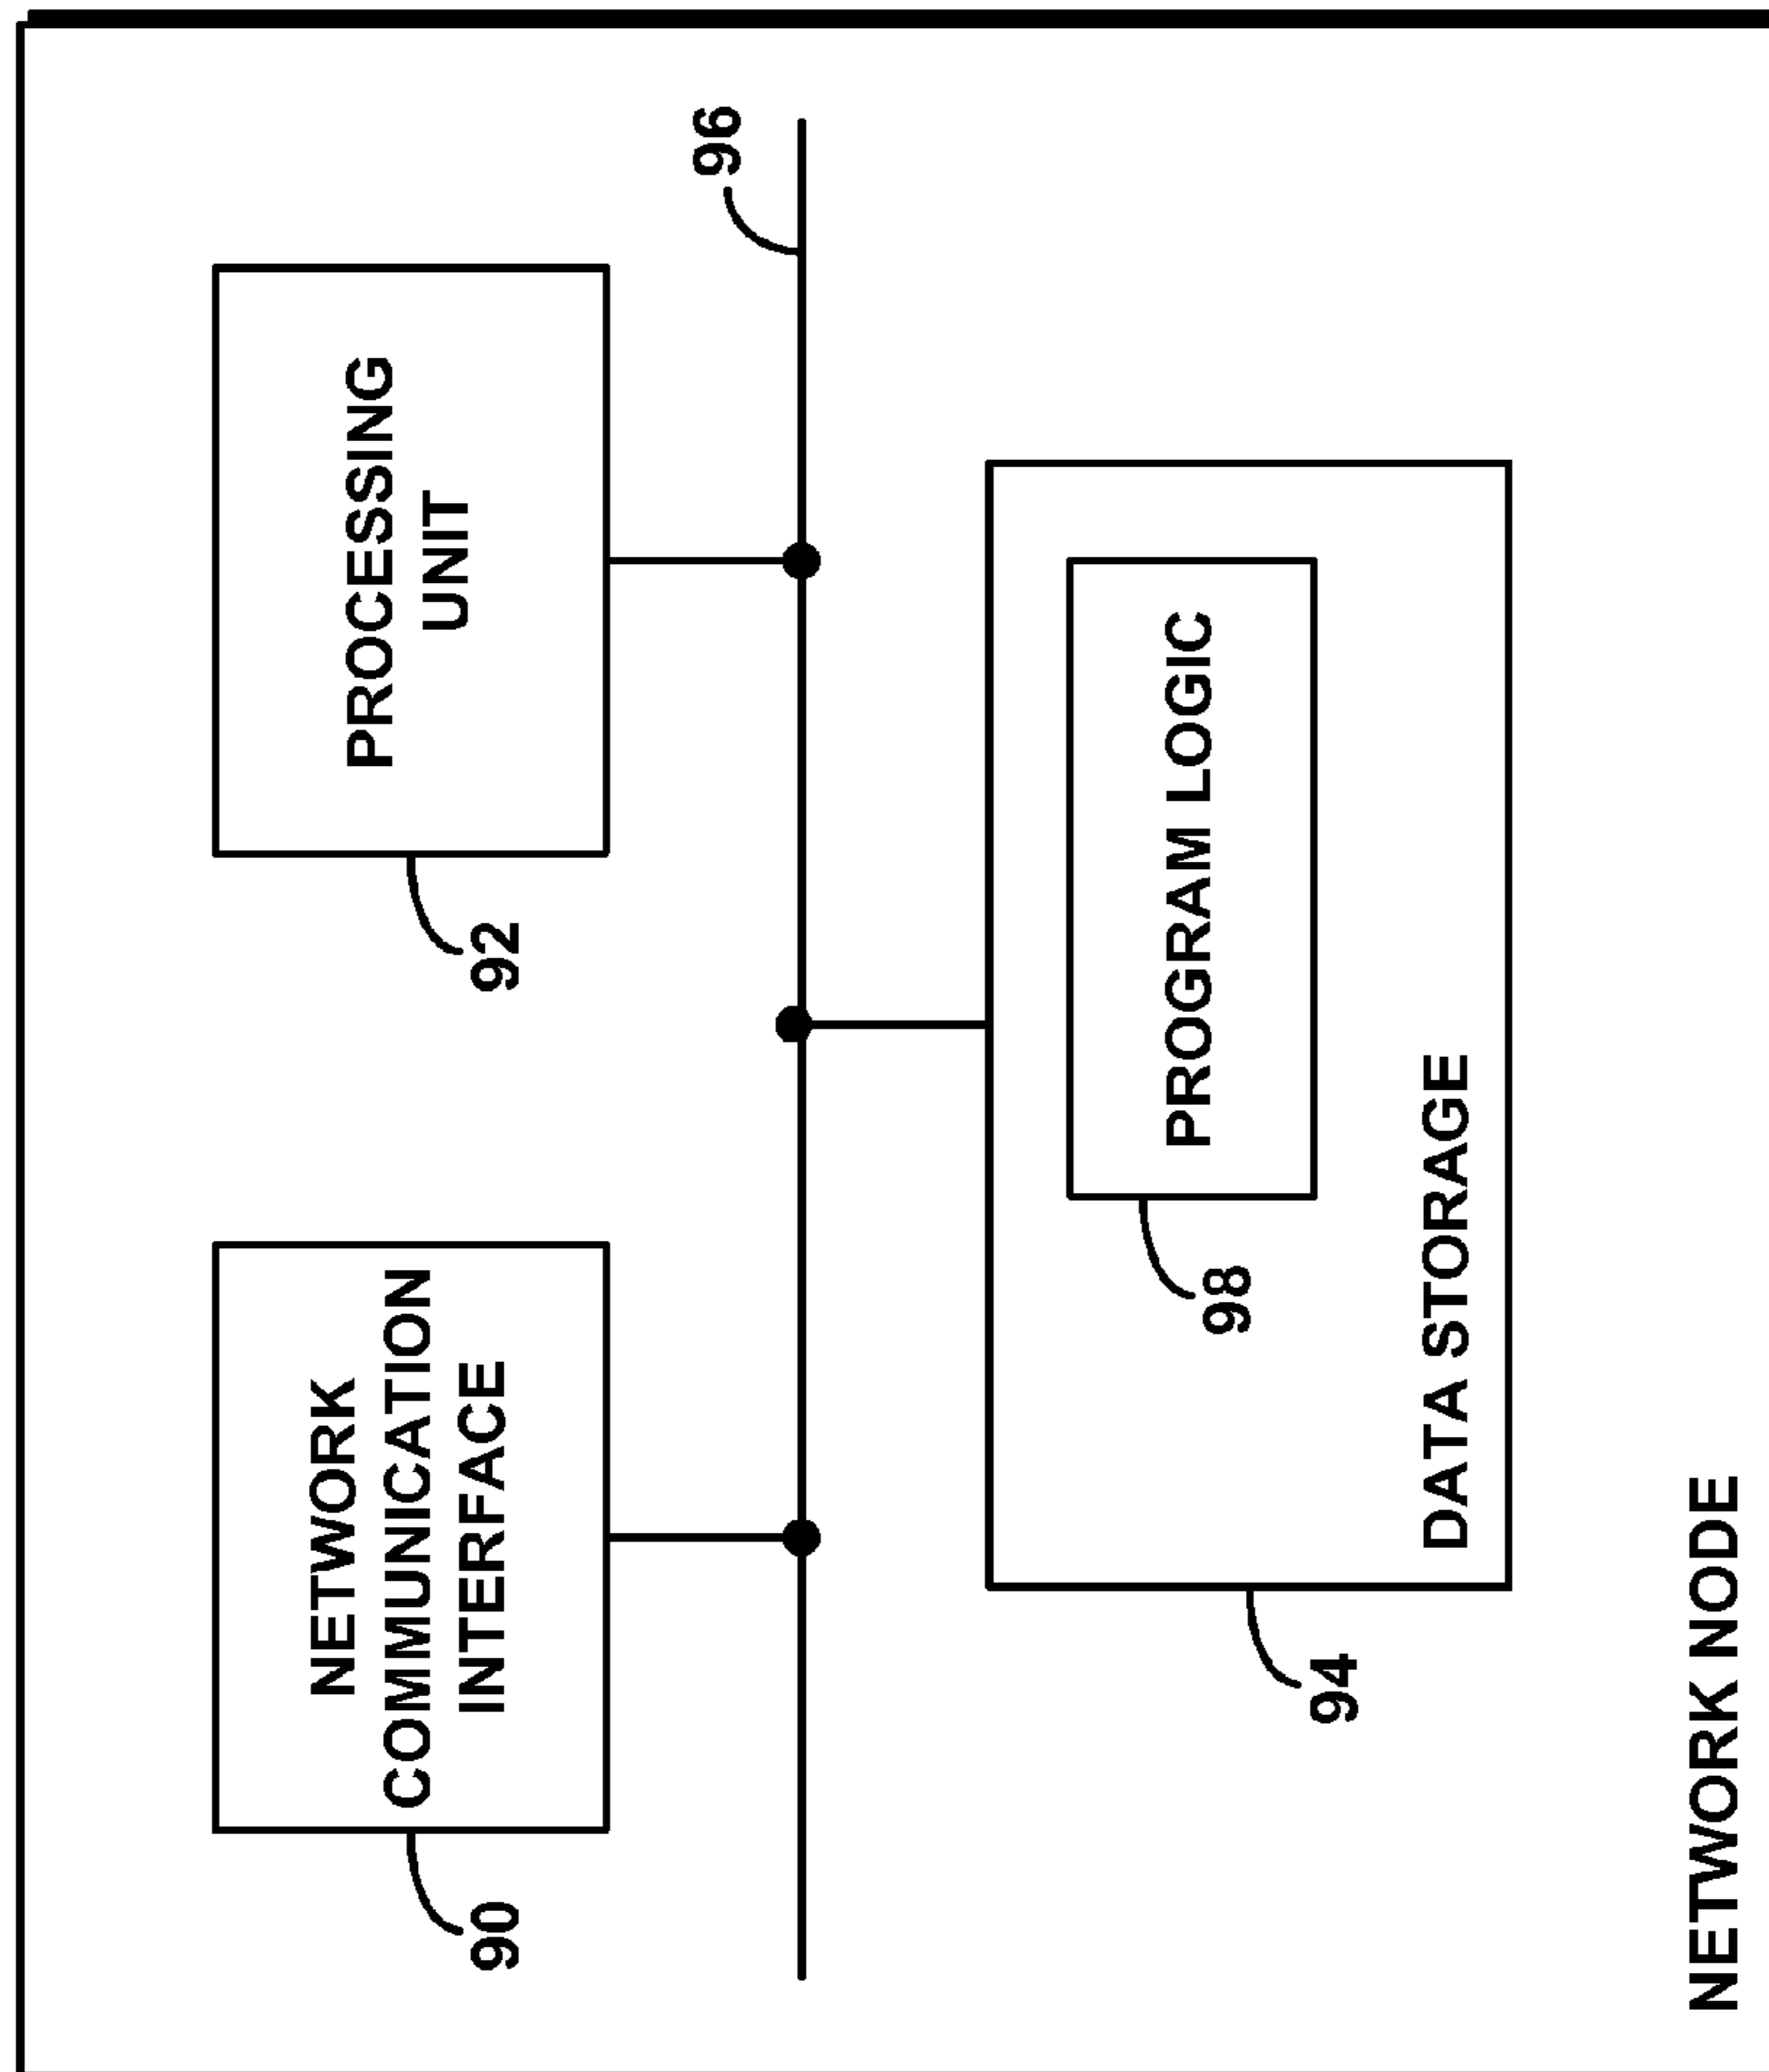 NETWORK
COMMUNICATION
INTERFACE
90
PROCESSING
UNIT
92
96
PROGRAM LOGIC
98
DATA STORAGE
94
NETWORK NODE